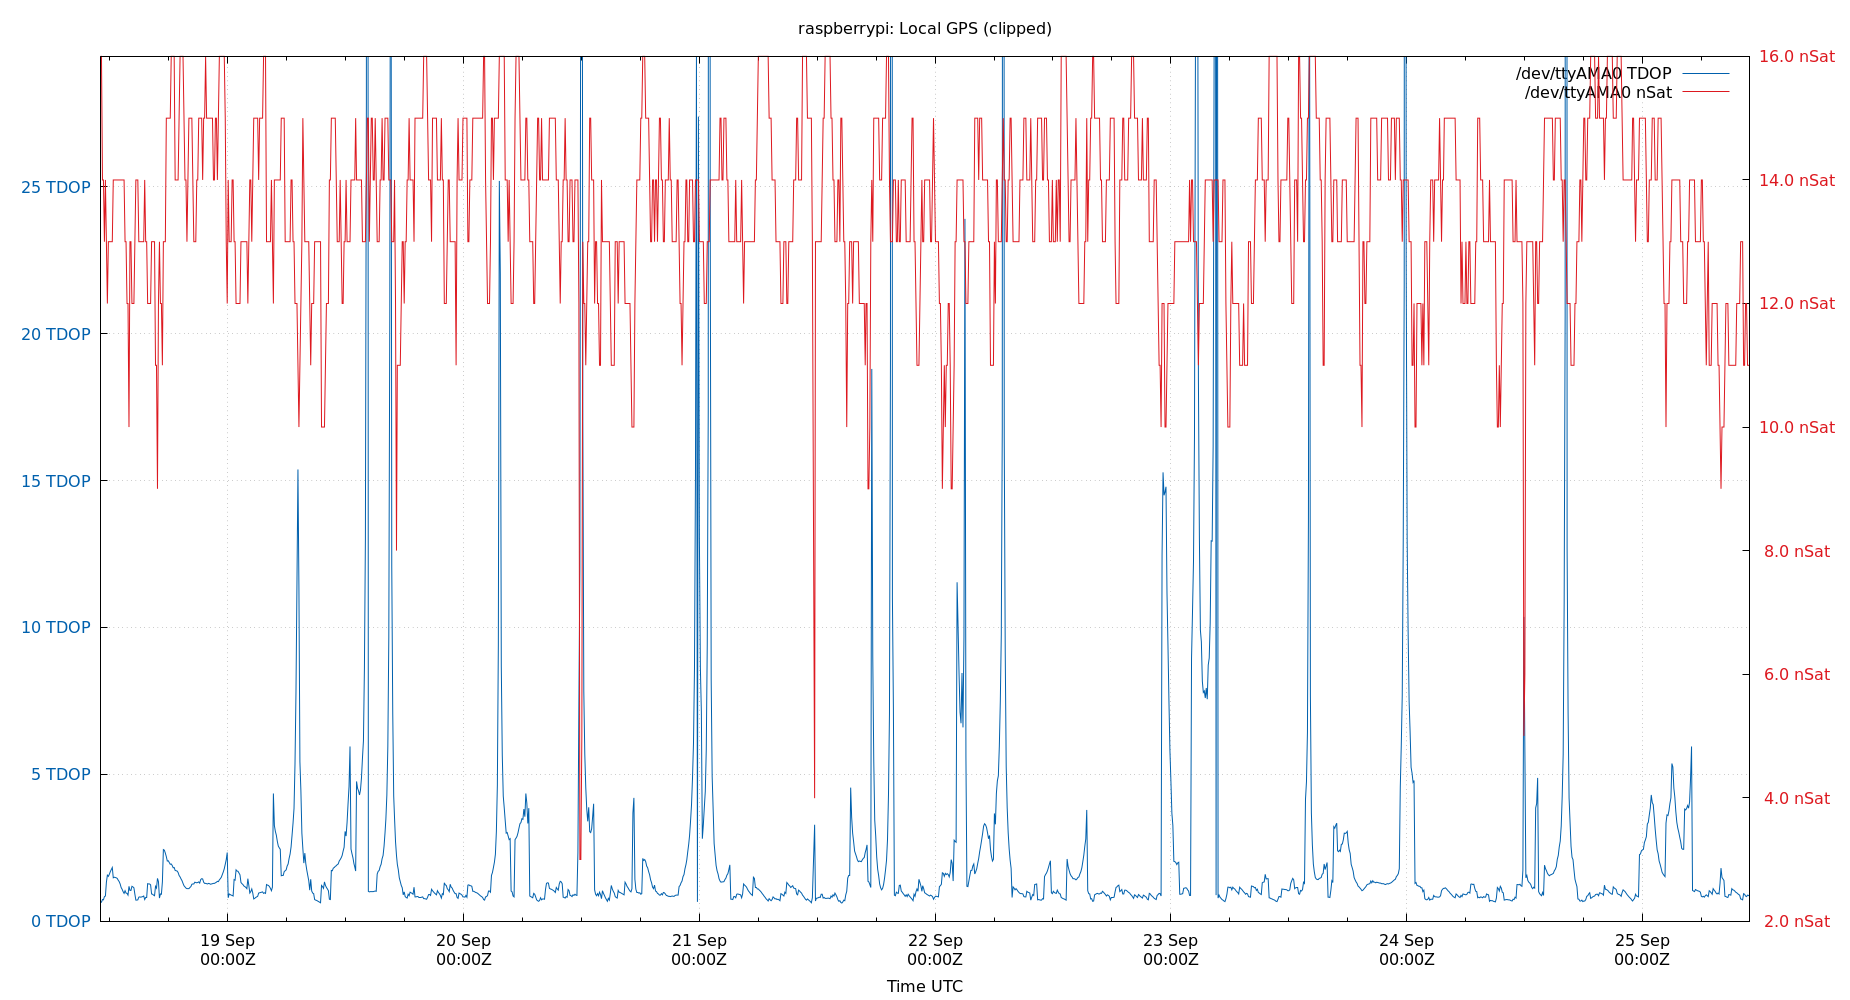 raspberrypi: Local GPS (clipped)
16.0 nSat
/dev/ttyAMA0 TDOP
/dev/ttyAMA0 nSat
25 TDOP
14.0 nSat
20 TDOP
12.0 nSat
15 TDOP
10.0 nSat
8.0 nSat
10 TDOP
6.0 nSat
5 TDOP
4.0 nSat
0 TDOP
2.0 nSat
19 Sep 20 Sep 21 Sep 22 Sep 23 Sep 24 Sep 25 Sep
00:00Z 00:00Z 00:00Z 00:00Z 00:00Z 00:00Z 00:00Z
Time UTC